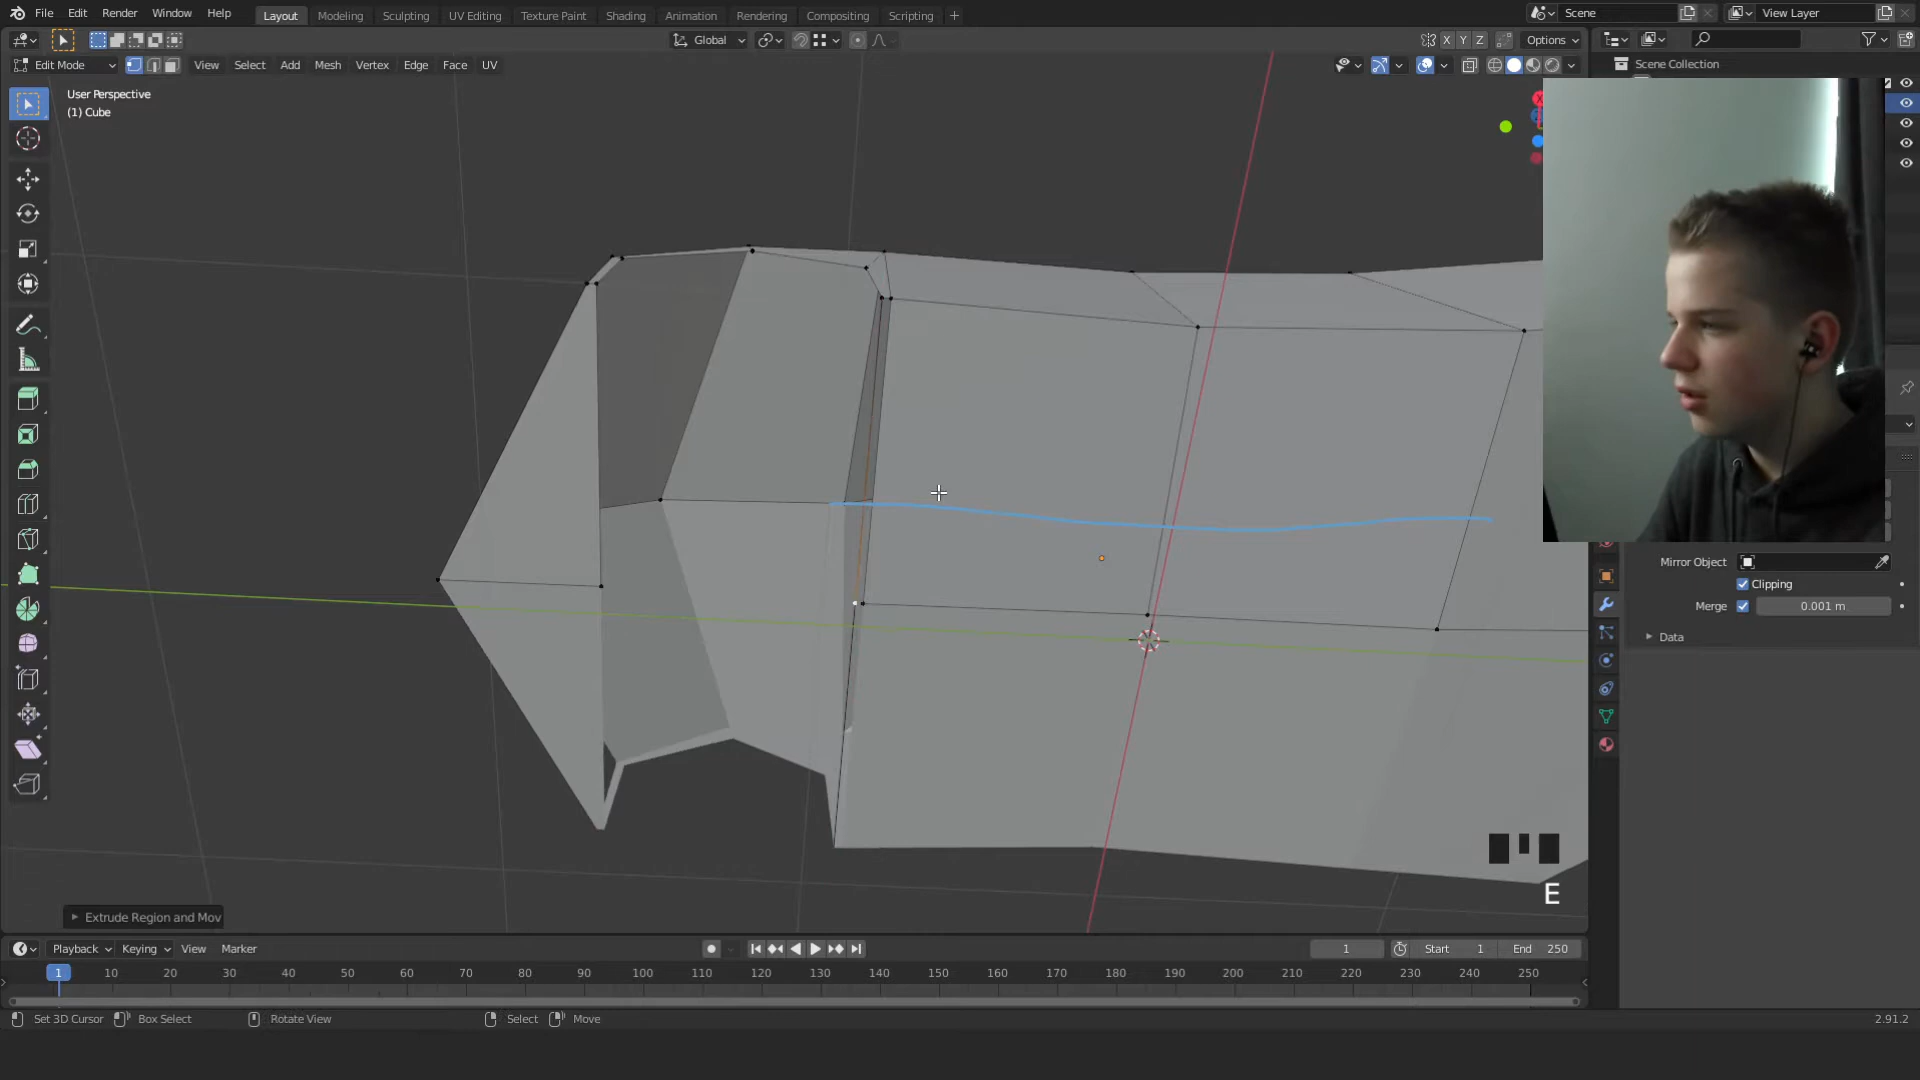 File Edit Render Window Help Layout Modeling Sculpting UV Editing Texture Paint Shading Animation Rendering Compositing Scripting + Scene View Layer
Global X Y Z Options
Edit Mode View Select Add Mesh Vertex Edge Face UV Scene Collection
User Perspective
(1) Cube
X
Mirror Object
Clipping
Merge 0.001 m
Data
E
Extrude Region and Mov
Playback Keying View Marker 1 Start 1 End 250
1 10 20 30 40 50 60 70 80 90 100 110 120 130 140 150 160 170 180 190 200 210 220 230 240 250
Set 3D Cursor Box Select Rotate View Select Move 2.91.2